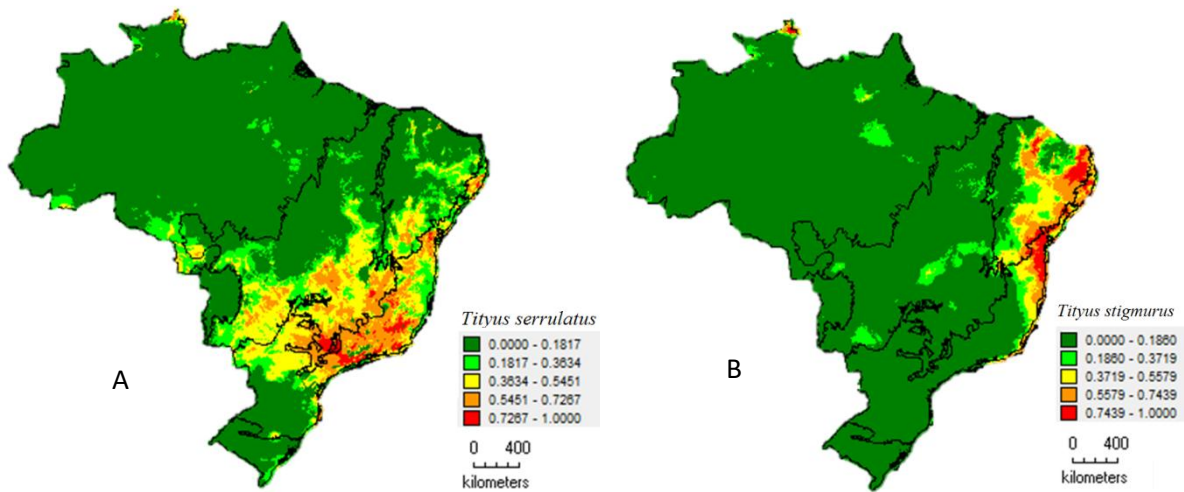 Tityus serrulatus
0.0000 - 0.1817
0.1817 - 0.3634
0.3634 - 0.5451
0.5451 - 0.7267
0.7267 - 1.0000
0 400
kilometers
A
Tityus stigmurus
0.0000 - 0.1860
0.1860 - 0.3719
0.3719 - 0.5579
0.5579 - 0.7439
0.7439 - 1.0000
0 400
kilometers
B